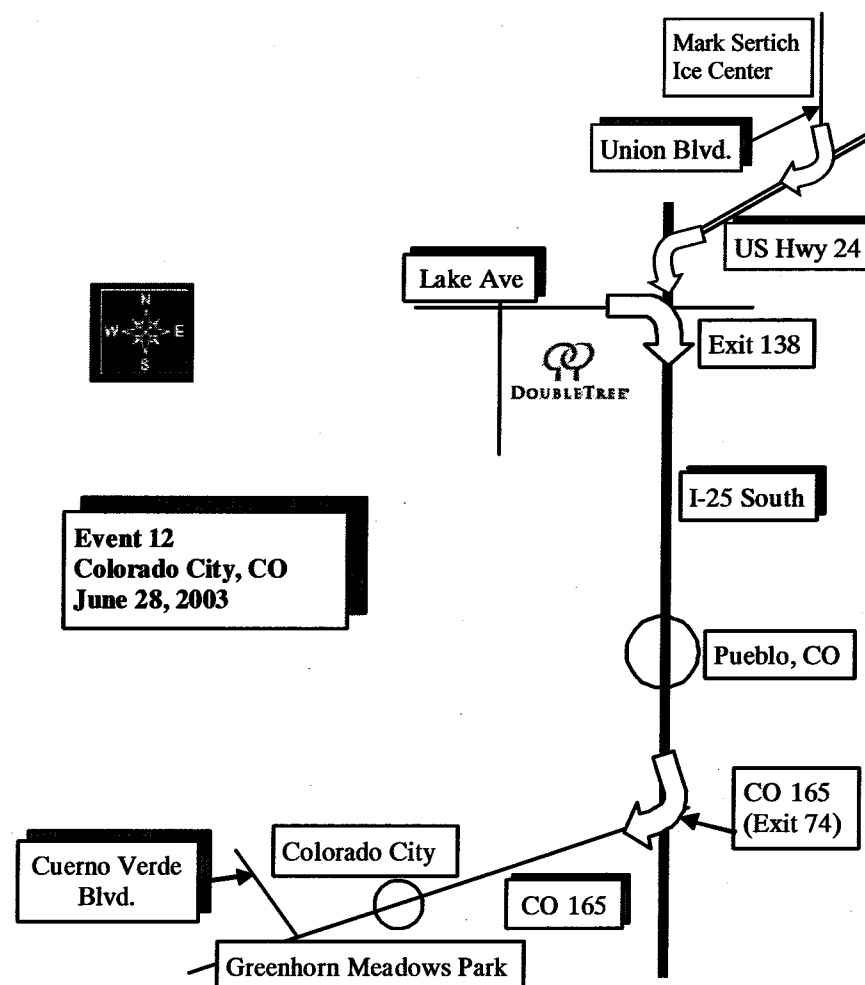 Mark Sertich
Ice Center
Union Blvd.
US Hwy 24
Lake Ave
N
W E
S
Exit 138
DOUBLETREE
I-25 South
Event 12
Colorado City, CO
June 28, 2003
Pueblo, CO
CO 165
(Exit 74)
Colorado City
Cuerno Verde
Blvd.
CO 165
Greenhorn Meadows Park